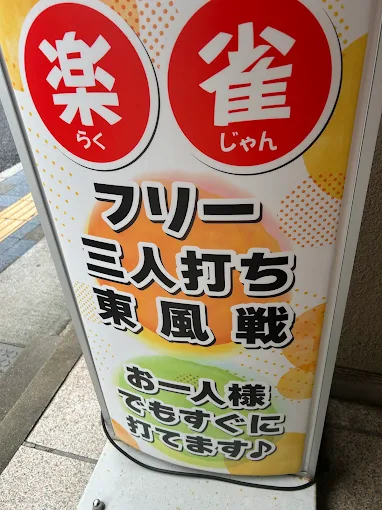 楽 雀
らく じゃん
フリー
三人打ち
東風戦
お一人様
でもすぐに
打てます♪